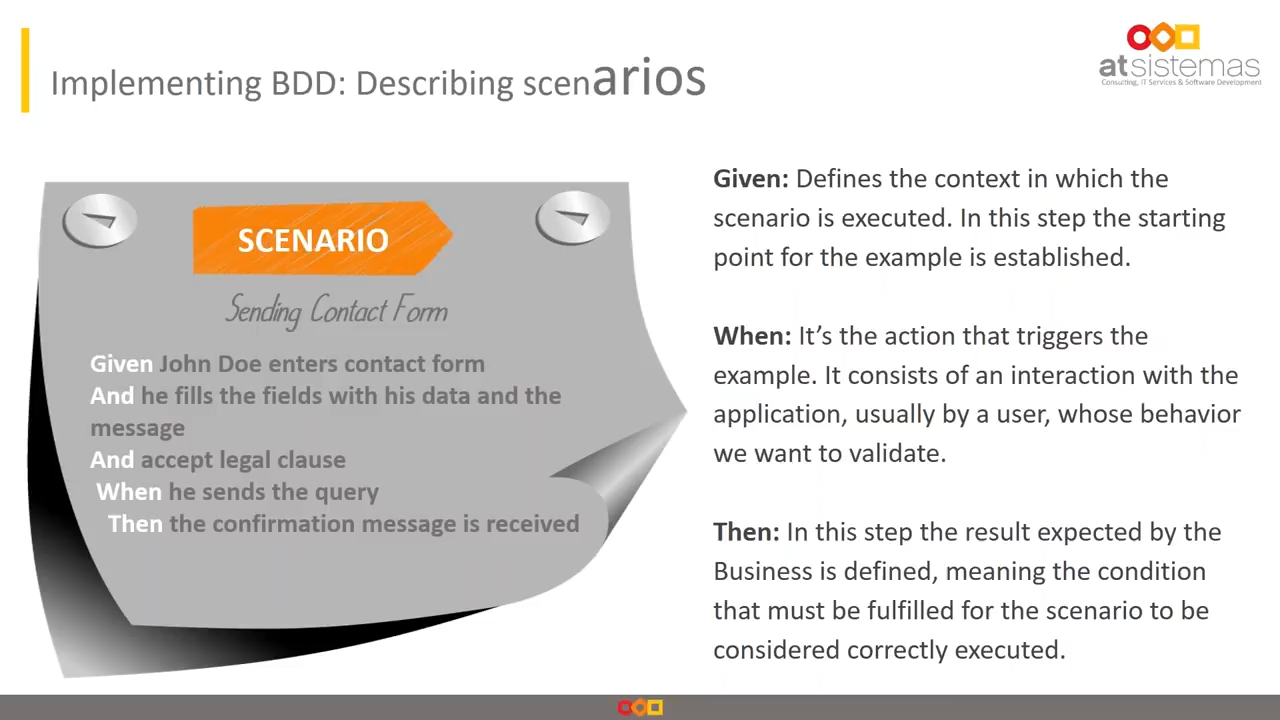 Implementing BDD: Describing scenarios
atsistemas
Consulting, IT Services & Software Development
SCENARIO
Sending Contact Form
Given John Doe enters contact form
And he fills the fields with his data and the
message
And accept legal clause
When he sends the query
Then the confirmation message is received
Given: Defines the context in which the
scenario is executed. In this step the starting
point for the example is established.
When: It’s the action that triggers the
example. It consists of an interaction with the
application, usually by a user, whose behavior
we want to validate.
Then: In this step the result expected by the
Business is defined, meaning the condition
that must be fulfilled for the scenario to be
considered correctly executed.